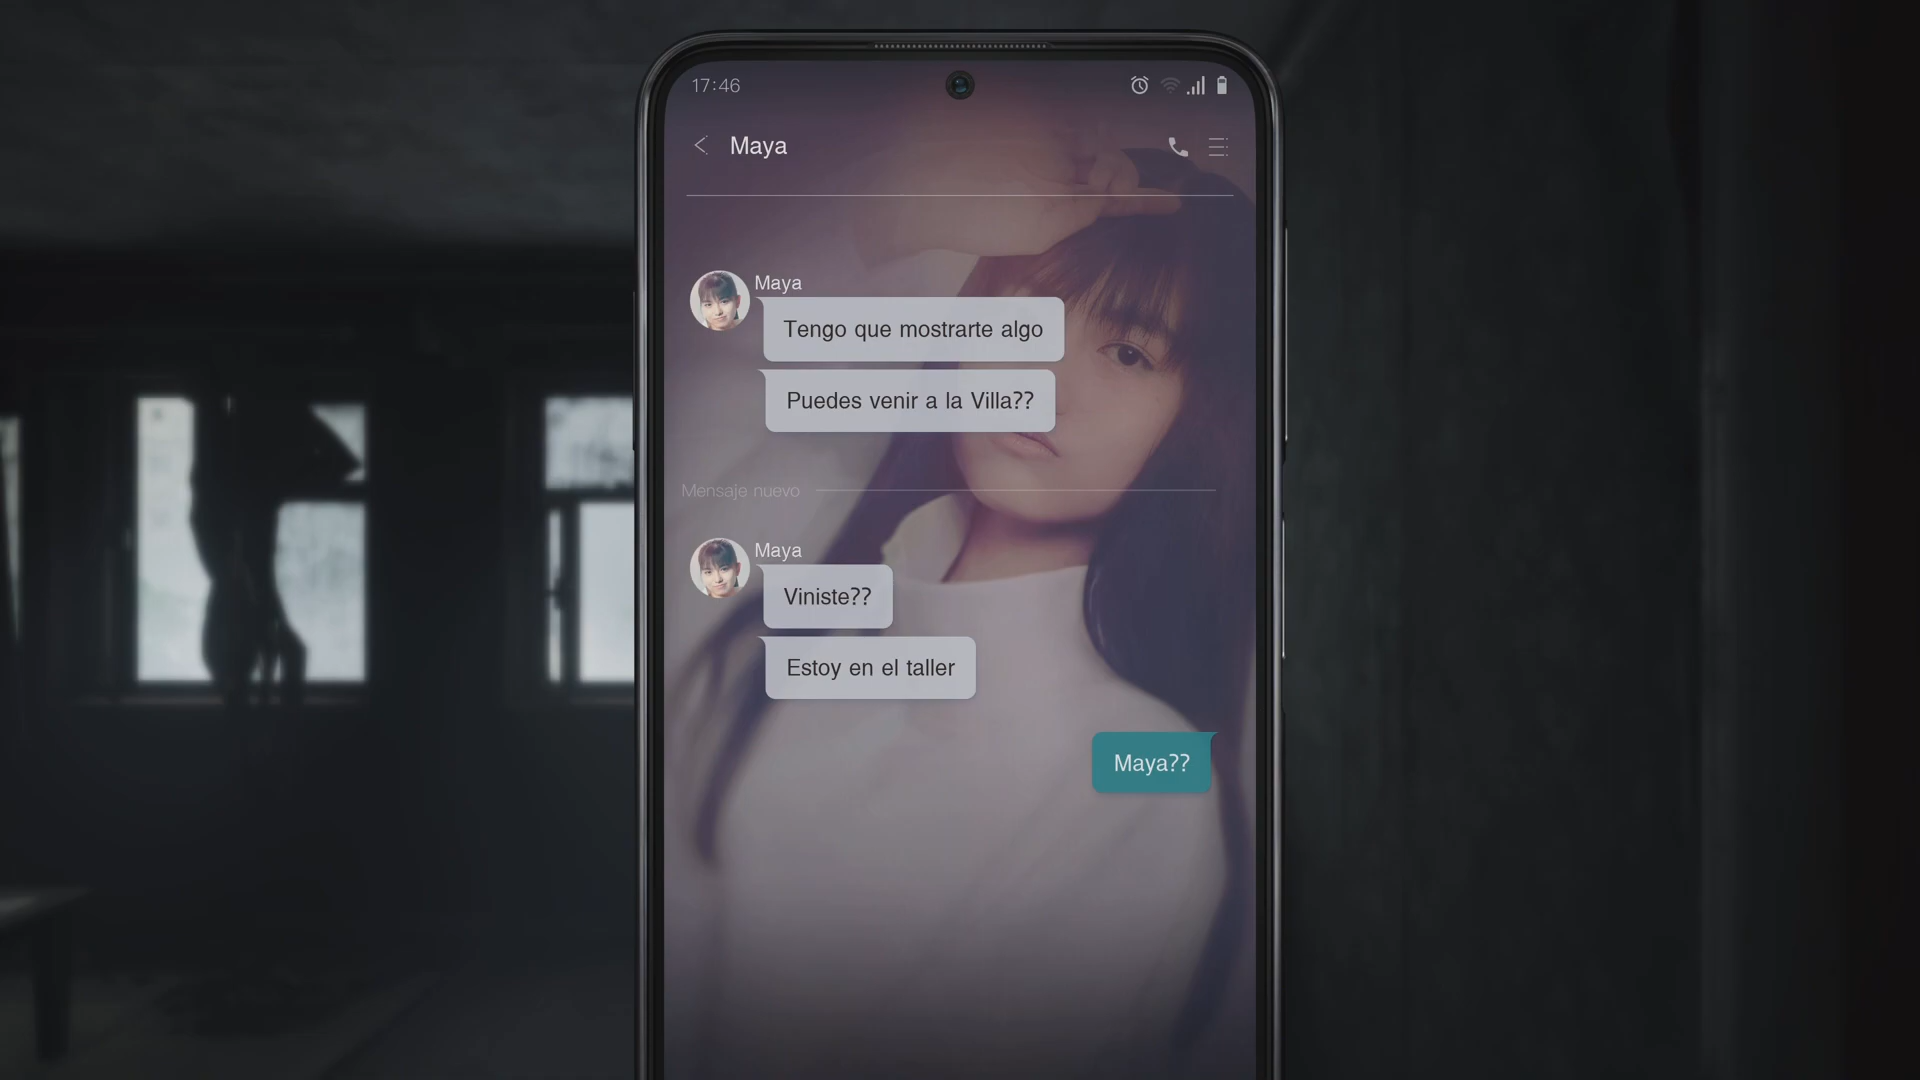 17:46
Maya
Maya
Tengo que mostrarte algo
Puedes venir a la Villa??
Mensaje nuevo
Maya
Viniste??
Estoy en el taller
Maya??